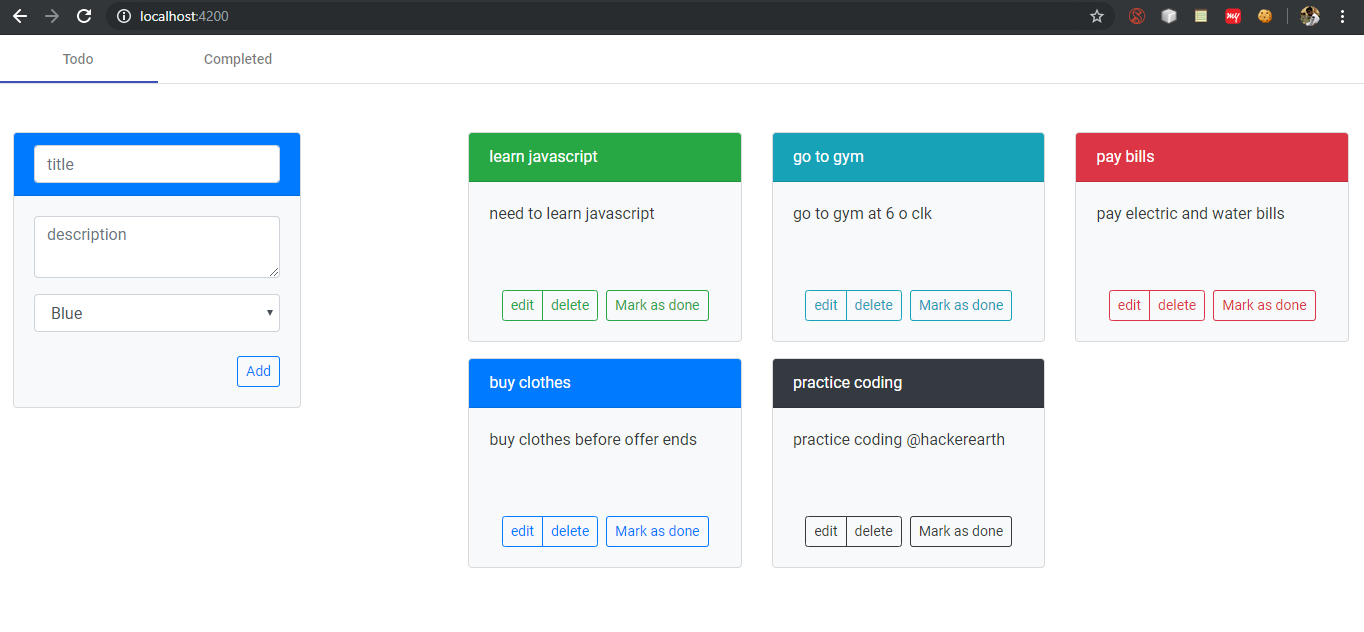 localhost:4200
my
Todo Completed
title
description
Blue
Add
learn javascript
need to learn javascript
edit delete Mark as done
go to gym
go to gym at 6 o clk
edit delete Mark as done
pay bills
pay electric and water bills
edit delete Mark as done
buy clothes
buy clothes before offer ends
edit delete Mark as done
practice coding
practice coding @hackerearth
edit delete Mark as done